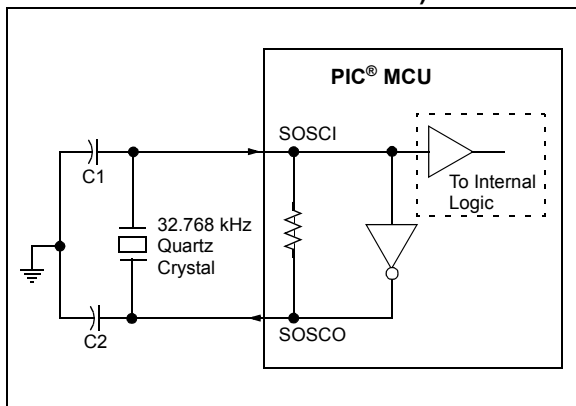 PIC® MCU
SOSCI
C1
To Internal
Logic
32.768 kHz
Quartz
Crystal
SOSCO
C2